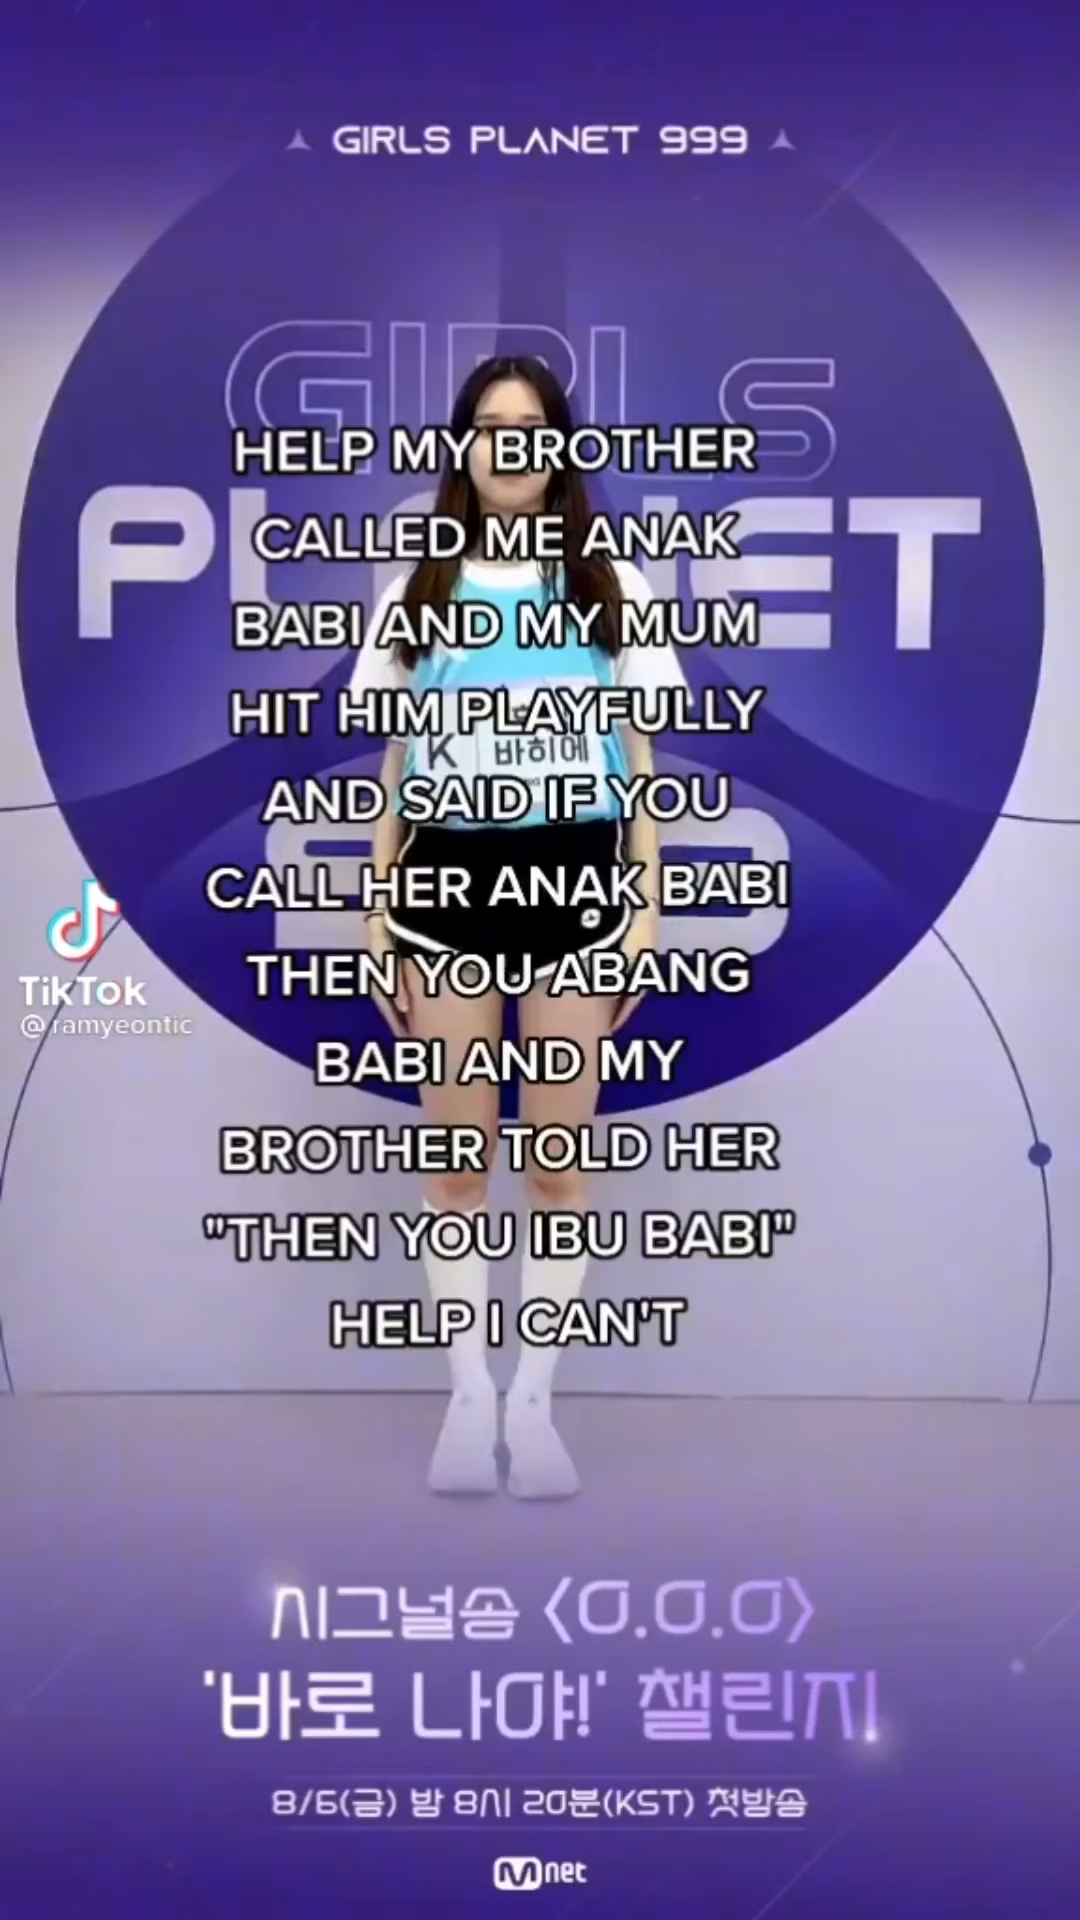 GIRLS PLANET 999
GIRLS
HELP MY BROTHER
CALLED ME ANAK
BABI AND MY MUM
HIT HIM PLAYFULLY
K 바히에
AND SAID IF YOU
CALL HER ANAK BABI
THEN YOU ABANG
TikTok
@ramyeontic
BABI AND MY
BROTHER TOLD HER
"THEN YOU IBU BABI"
HELP I CAN'T
시그널송 <O.O.O>
'바로 나야!' 챌린지
8/6(금) 밤 8시 20분(KST) 첫방송
Mnet